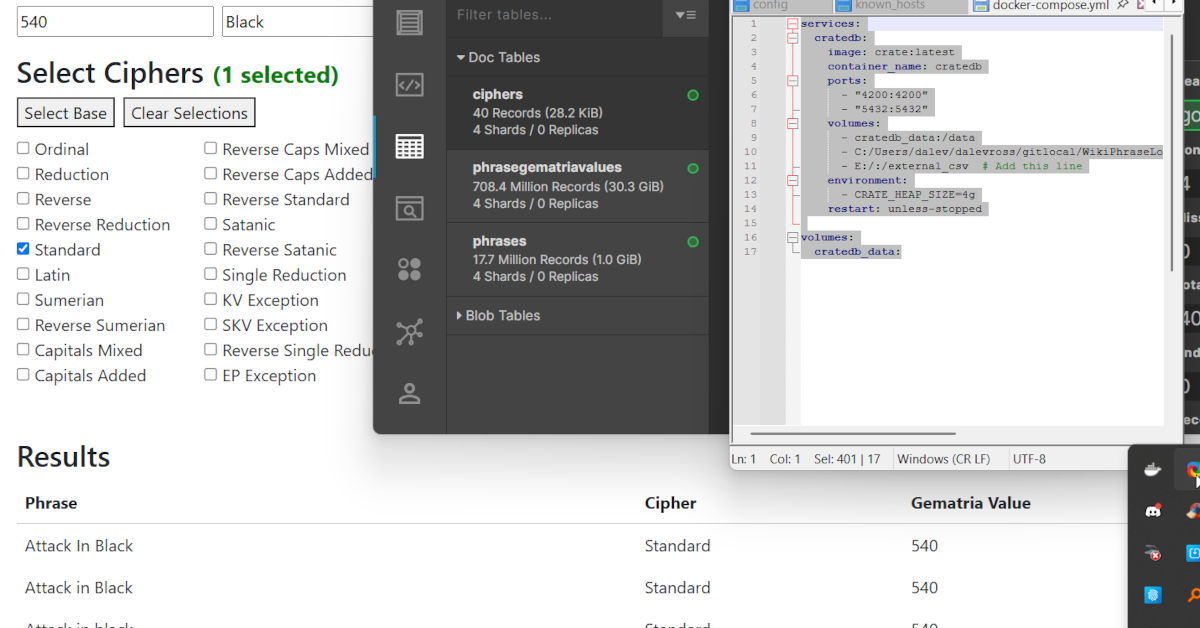 540
Black
Select Ciphers (1 selected)
Select Base
Clear Selections
Ordinal
Reduction
Reverse
Reverse Reduction
Standard
Latin
Sumerian
Reverse Sumerian
Capitals Mixed
Capitals Added
Reverse Caps Mixed
Reverse Caps Added
Reverse Standard
Satanic
Reverse Satanic
Single Reduction
KV Exception
SKV Exception
Reverse Single
EP Exception
Results
Phrase Cipher Gematria Value
Attack In Black Standard 540
Attack in Black Standard 540
Attack in black Standard 540
Filter tables...
Doc Tables
ciphers
40 Records (28.2 KiB)
4 Shards / 0 Replicas
phrasegematriavalues
708.4 Million Records (30.3 GiB)
4 Shards / 0 Replicas
phrases
17.7 Million Records (1.0 GiB)
4 Shards / 0 Replicas
Blob Tables
config
known_hosts
docker-compose.yml
1 services:
2 cratedb:
3 image: crate:latest
4 container_name: cratedb
5 ports:
6 - "4200:4200"
7 - "5432:5432"
8 volumes:
9 - cratedb_data:/data
10 - C:/Users/dalev/dalevross/gitlocal/WikiPhraseLo
11 - E:/:/external_csv # Add this line
12 environment:
13 - CRATE_HEAP_SIZE=4g
14 restart: unless-stopped
15
16 volumes:
17 cratedb_data:
Ln: 1 Col: 1 Sel: 401 | 17 Windows (CR LF) UTF-8